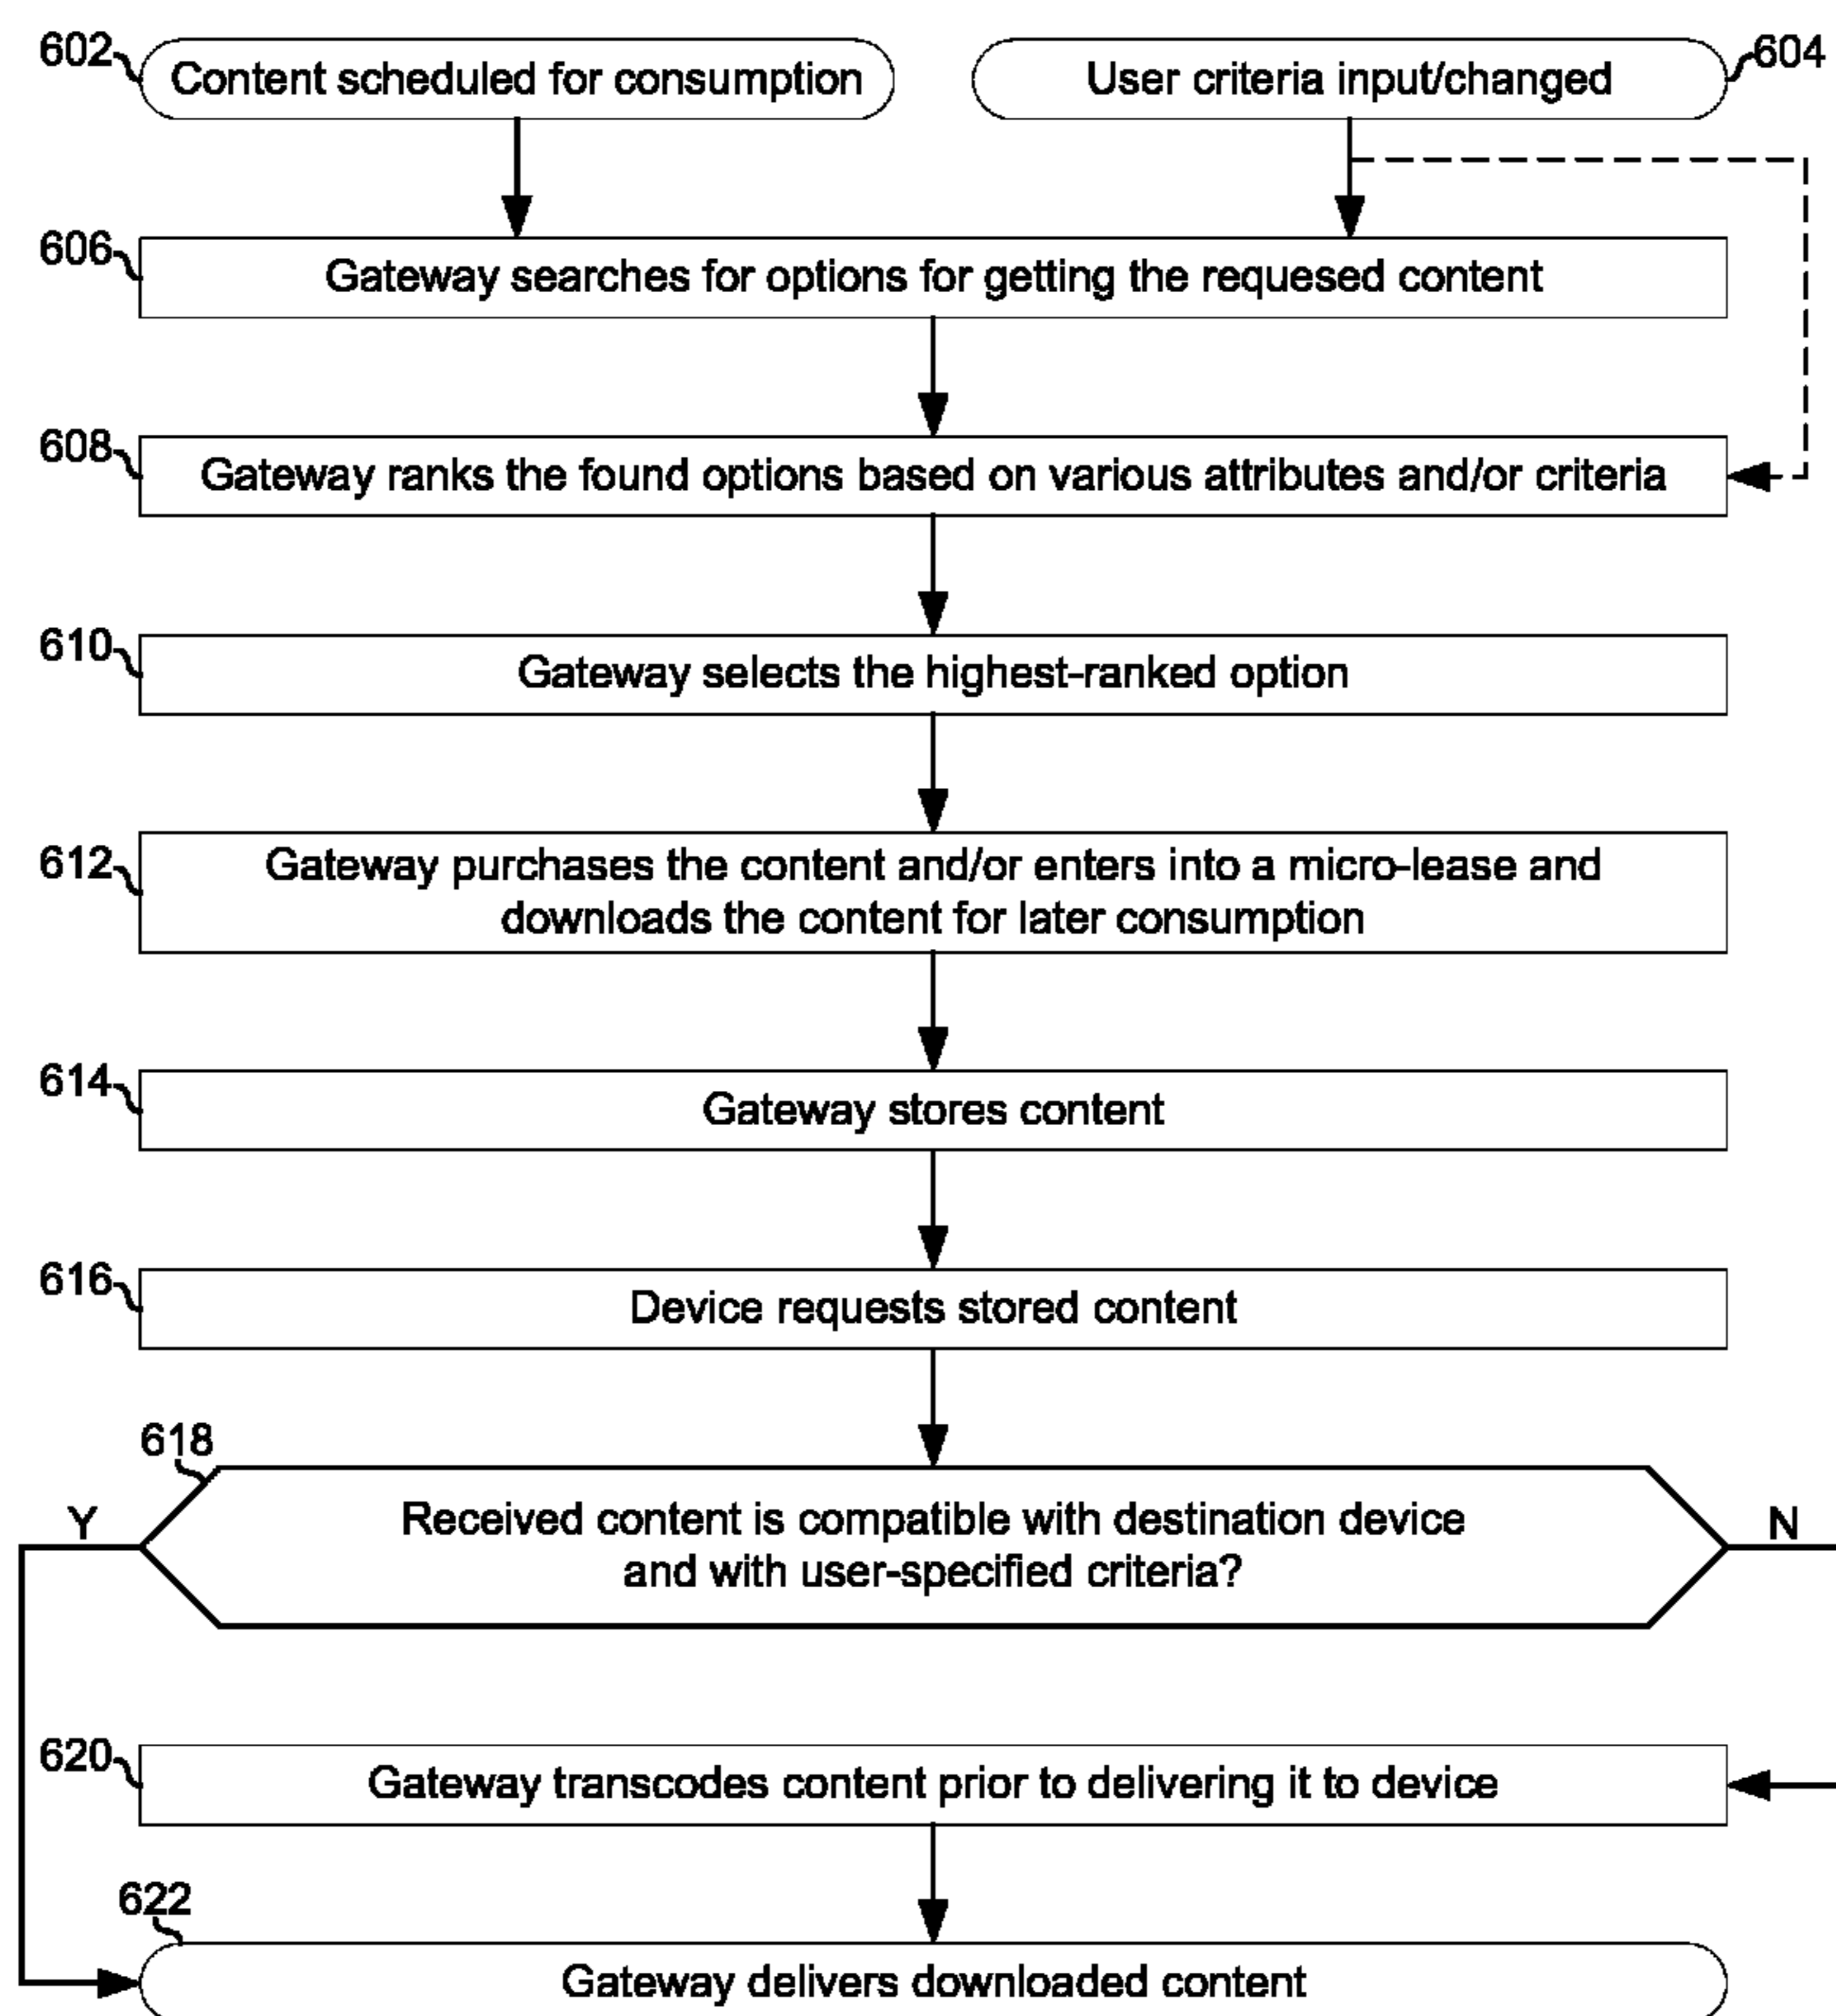 602
Content scheduled for consumption
User criteria input/changed
604
606
Gateway searches for options for getting the requesed content
608
Gateway ranks the found options based on various attributes and/or criteria
610
Gateway selects the highest-ranked option
612
Gateway purchases the content and/or enters into a micro-lease and
downloads the content for later consumption
614
Gateway stores content
616
Device requests stored content
618
Y
Received content is compatible with destination device
and with user-specified criteria?
N
620
Gateway transcodes content prior to delivering it to device
622
Gateway delivers downloaded content